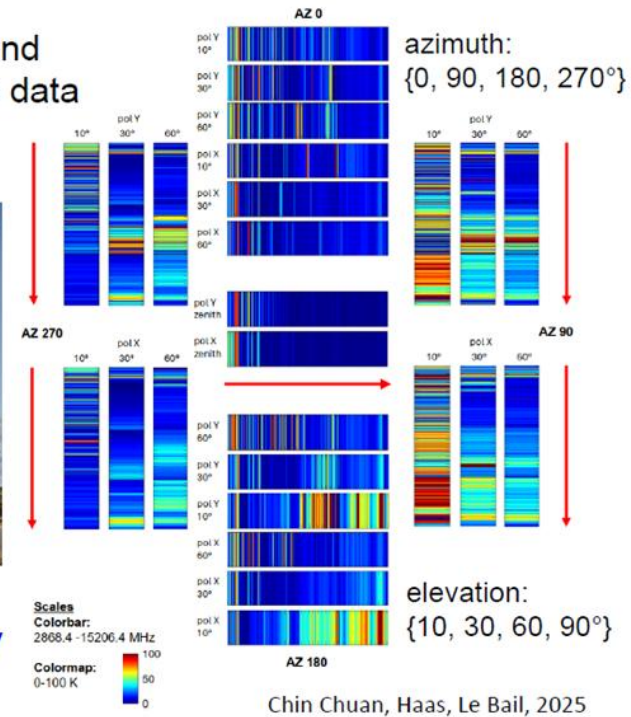 AZ 0
nd
data
azimuth:
{0, 90, 180, 270°}
pol Y
10°
pol Y
30°
pol Y
60°
pol X
10°
pol X
30°
pol X
60°
pol Y
10° 30° 60°
pol Y
10° 30° 60°
pol Y
zenith
pol X
zenith
AZ 270
AZ 90
pol X
10° 30° 60°
pol X
10° 30° 60°
pol Y
60°
pol Y
30°
pol Y
10°
pol X
60°
pol X
30°
pol X
10°
AZ 180
elevation:
{10, 30, 60, 90°}
Scales
Colorbar:
2868.4 -15206.4 MHz
Colormap:
0-100 K
100
50
0
Chin Chuan, Haas, Le Bail, 2025